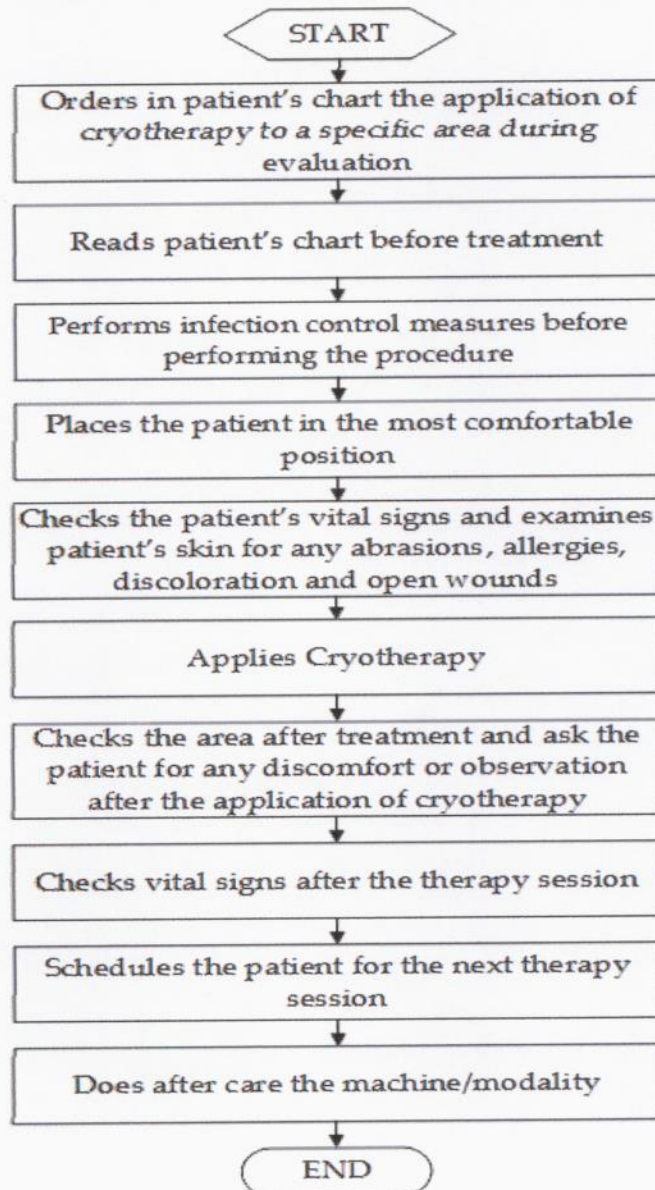 START
Orders in patient's chart the application of
cryotherapy to a specific area during
evaluation
Reads patient's chart before treatment
Performs infection control measures before
performing the procedure
Places the patient in the most comfortable
position
Checks the patient's vital signs and examines
patient's skin for any abrasions, allergies,
discoloration and open wounds
Applies Cryotherapy
Checks the area after treatment and ask the
patient for any discomfort or observation
after the application of cryotherapy
Checks vital signs after the therapy session
Schedules the patient for the next therapy
session
Does after care the machine/modality
END